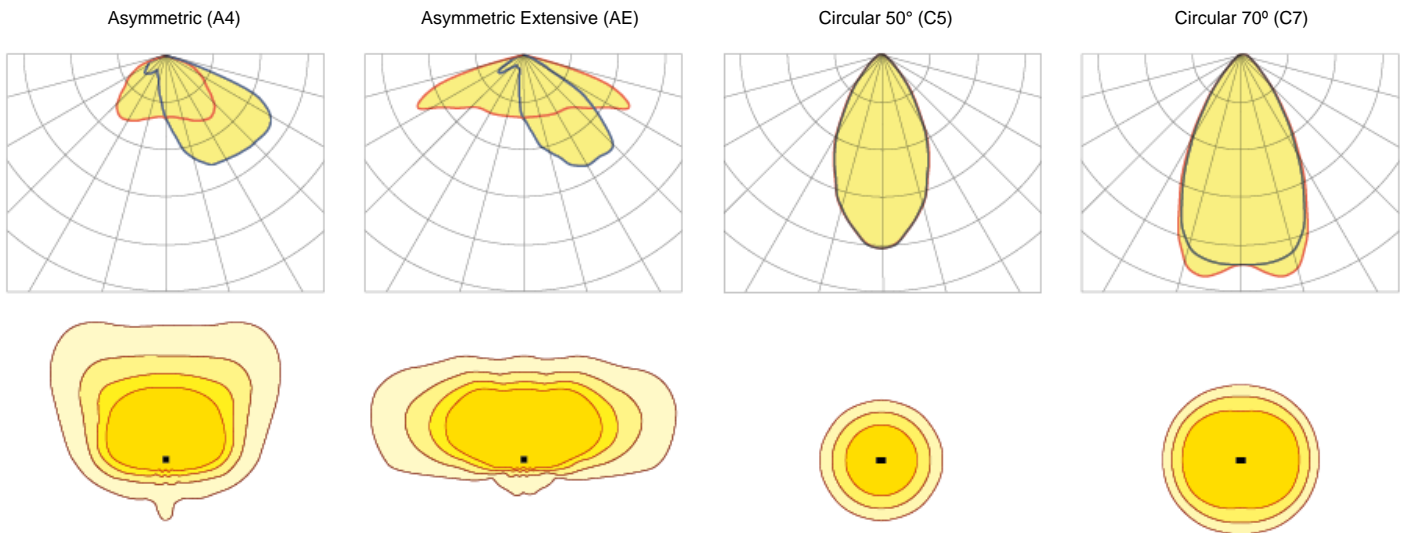 Asymmetric (A4)
Asymmetric Extensive (AE)
Circular 50° (C5)
Circular 70º (C7)